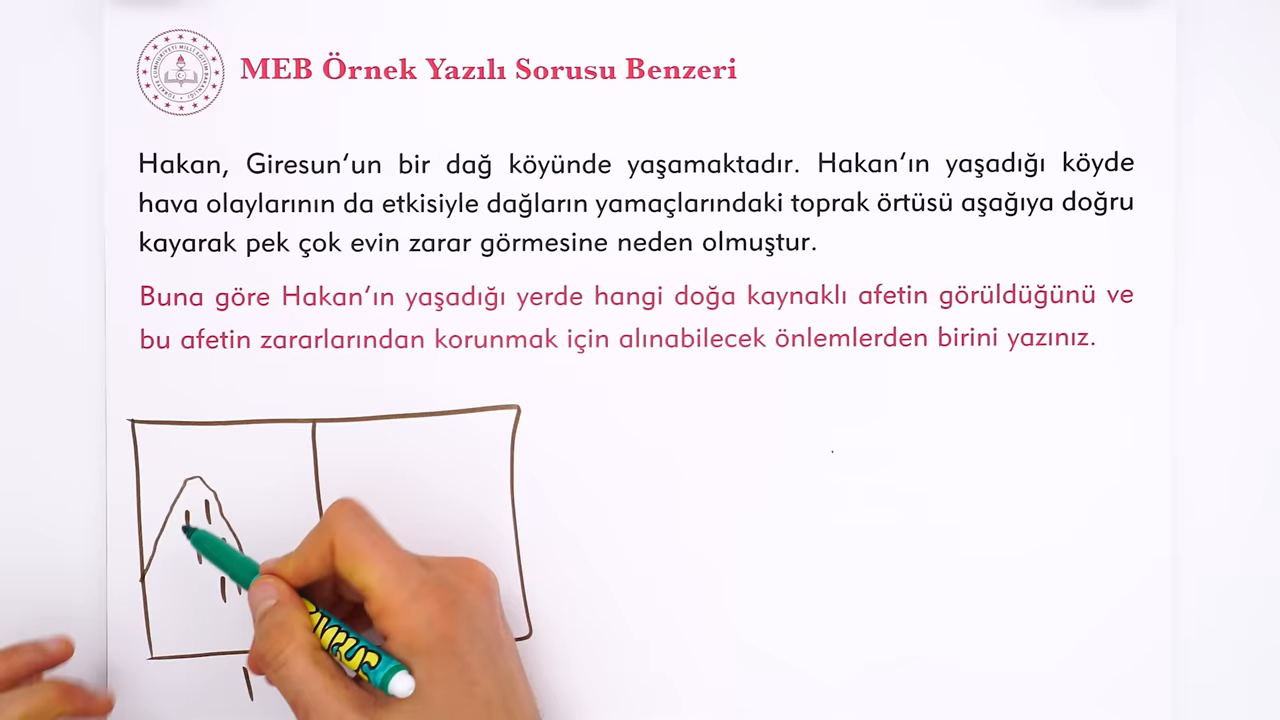 MEB Örnek Yazılı Sorusu Benzeri
Hakan, Giresun'un bir dağ köyünde yaşamaktadır. Hakan'ın yaşadığı köyde
hava olaylarının da etkisiyle dağların yamaçlarındaki toprak örtüsü aşağıya doğru
kayarak pek çok evin zarar görmesine neden olmuştur.
Buna göre Hakan'ın yaşadığı yerde hangi doğa kaynaklı afetin görüldüğünü ve
bu afetin zararlarından korunmak için alınabilecek önlemlerden birini yazınız.